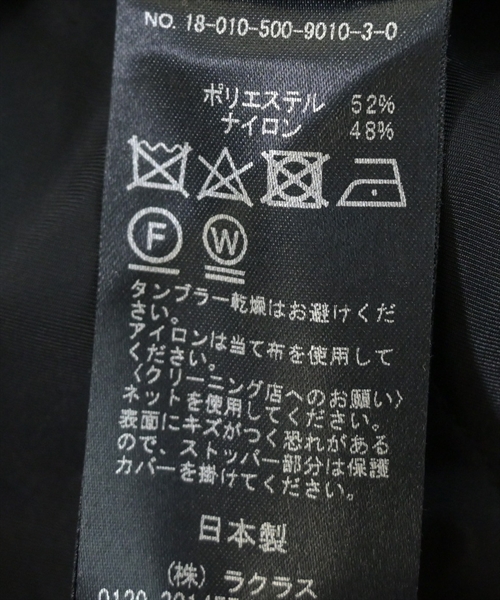 NO. 18-010-500-9010-3-0
ポリエステル 52%
ナイロン 48%
F W
タンブラー乾燥はお避けくだ
さい。
アイロンは当て布を使用して
ください。
〈クリーニング店へのお願い〉
ネットを使用してください。
表面にキズがつく恐れがある
ので、ストッパー部分は保護
カバーを掛けてください。
日本製
(株) ラクラス